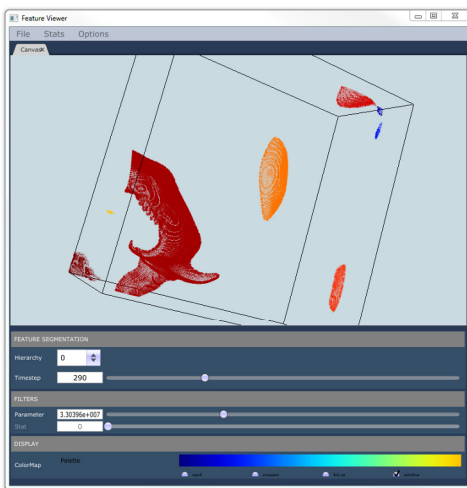 Feature Viewer
File Stats Options
Canvas
FEATURE SEGMENTATION
Hierarchy 0
Timestep 290
FILTERS
Parameter 3.30396e+007
Stat 0
DISPLAY
ColorMap Palette